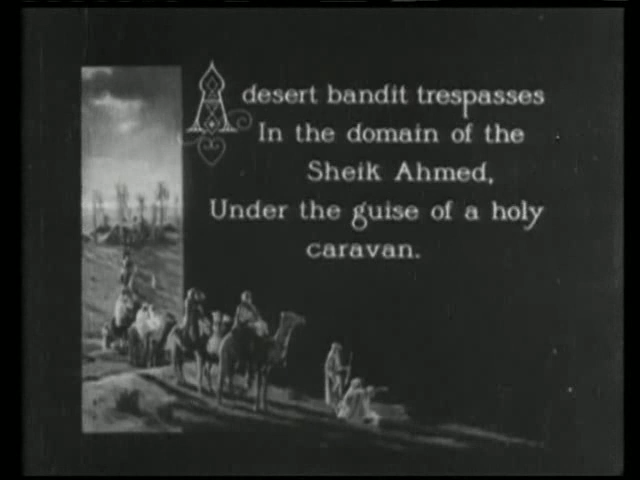 A desert bandit trespasses
In the domain of the
Sheik Ahmed,
Under the guise of a holy
caravan.